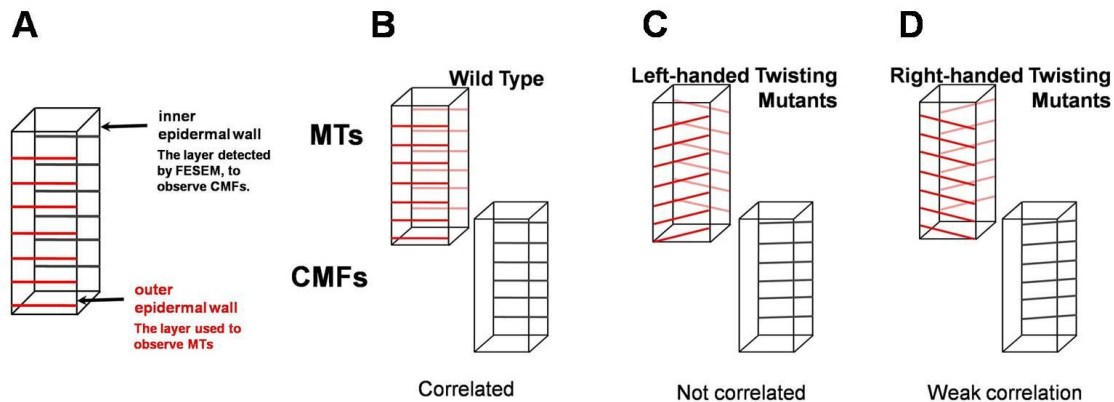 A
inner
epidermal wall
The layer detected
by FESEM, to
observe CMFs.
outer
epidermal wall
The layer used to
observe MTs
B
Wild Type
MTs
CMFs
Correlated
C
Left-handed Twisting
Mutants
Not correlated
D
Right-handed Twisting
Mutants
Weak correlation